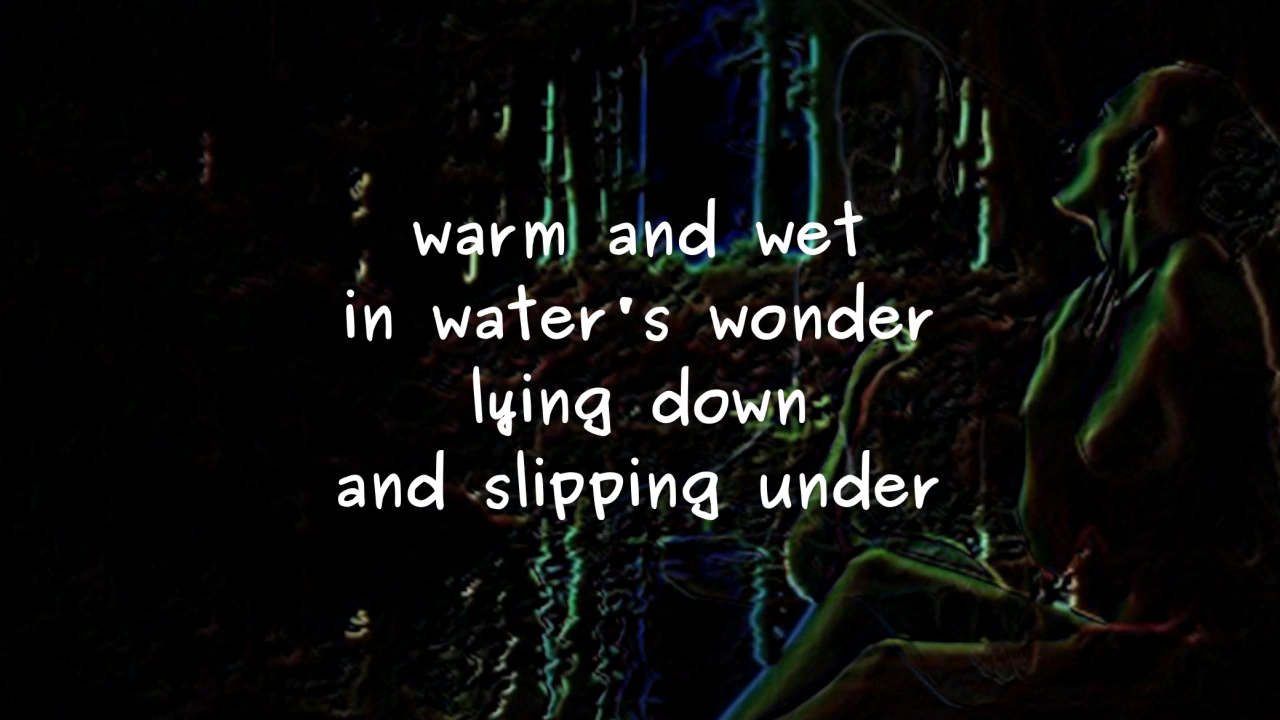 warm and wet
in water's wonder
lying down
and slipping under